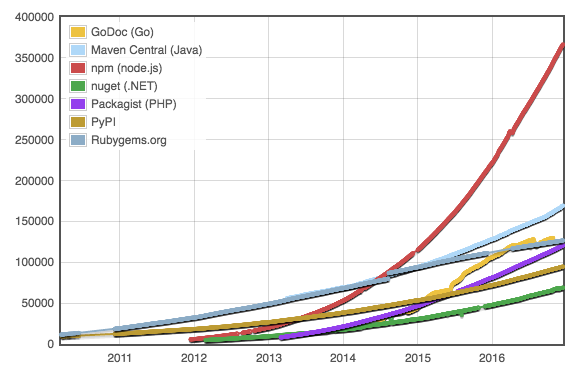 400000
350000
300000
250000
200000
150000
100000
50000
0
GoDoc (Go)
Maven Central (Java)
npm (node.js)
nuget (.NET)
Packagist (PHP)
PyPI
Rubygems.org
2011 2012 2013 2014 2015 2016